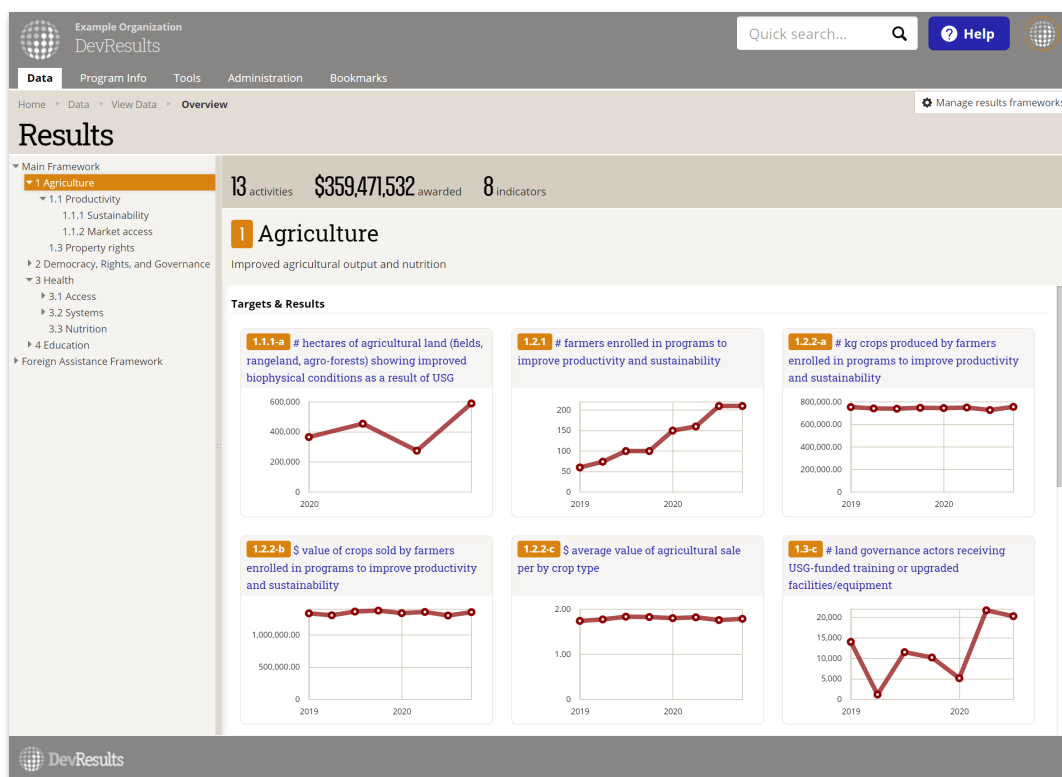 Example Organization
DevResults
Quick search...
Help
Data Program Info Tools Administration Bookmarks
Home Data View Data Overview
Manage results frameworks
Results
Main Framework
1 Agriculture
1.1 Productivity
1.1.1 Sustainability
1.1.2 Market access
1.3 Property rights
2 Democracy, Rights, and Governance
3 Health
3.1 Access
3.2 Systems
3.3 Nutrition
4 Education
Foreign Assistance Framework
13 activities $359,471,532 awarded 8 indicators
1 Agriculture
Improved agricultural output and nutrition
Targets & Results
1.1.1-a # hectares of agricultural land (fields,
rangeland, agro-forests) showing improved
biophysical conditions as a result of USG
600,000
400,000
200,000
0
2020
1.2.1 # farmers enrolled in programs to
improve productivity and sustainability
200
150
100
50
0
2019 2020
1.2.2-a # kg crops produced by farmers
enrolled in programs to improve productivity
and sustainability
800,000.00
600,000.00
400,000.00
200,000.00
0
2019 2020
1.2.2-b $ value of crops sold by farmers
enrolled in programs to improve productivity
and sustainability
1,000,000.00
500,000.00
0
2019 2020
1.2.2-c $ average value of agricultural sale
per by crop type
2.00
1.00
0
2019 2020
1.3-c # land governance actors receiving
USG-funded training or upgraded
facilities/equipment
20,000
15,000
10,000
5,000
0
2019 2020
DevResults